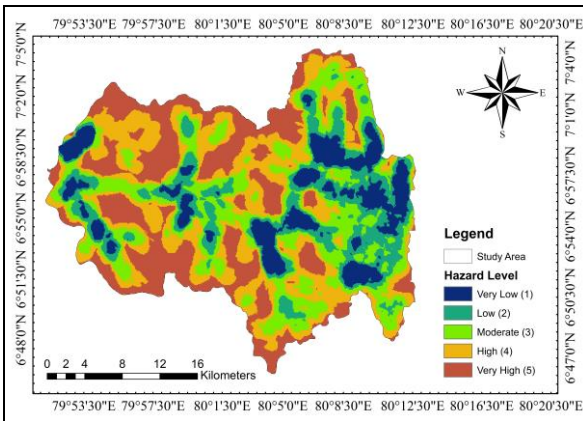 79°53'30"E 79°57'30"E 80°1'30"E 80°5'0"E 80°8'30"E 80°12'30"E 80°16'30"E 80°20'30"E
7°5'0"N
7°2'0"N
6°58'30"N
6°55'0"N
6°51'30"N
6°48'0"N
7°4'0"N
7°1'0"N
6°57'30"N
6°54'0"N
6°50'30"N
6°47'0"N
N
W E
S
Legend
Study Area
Hazard Level
Very Low (1)
Low (2)
Moderate (3)
High (4)
Very High (5)
0 2 4 8 12 16
Kilometers
79°53'30"E 79°57'30"E 80°1'30"E 80°5'0"E 80°8'30"E 80°12'30"E 80°16'30"E 80°20'30"E